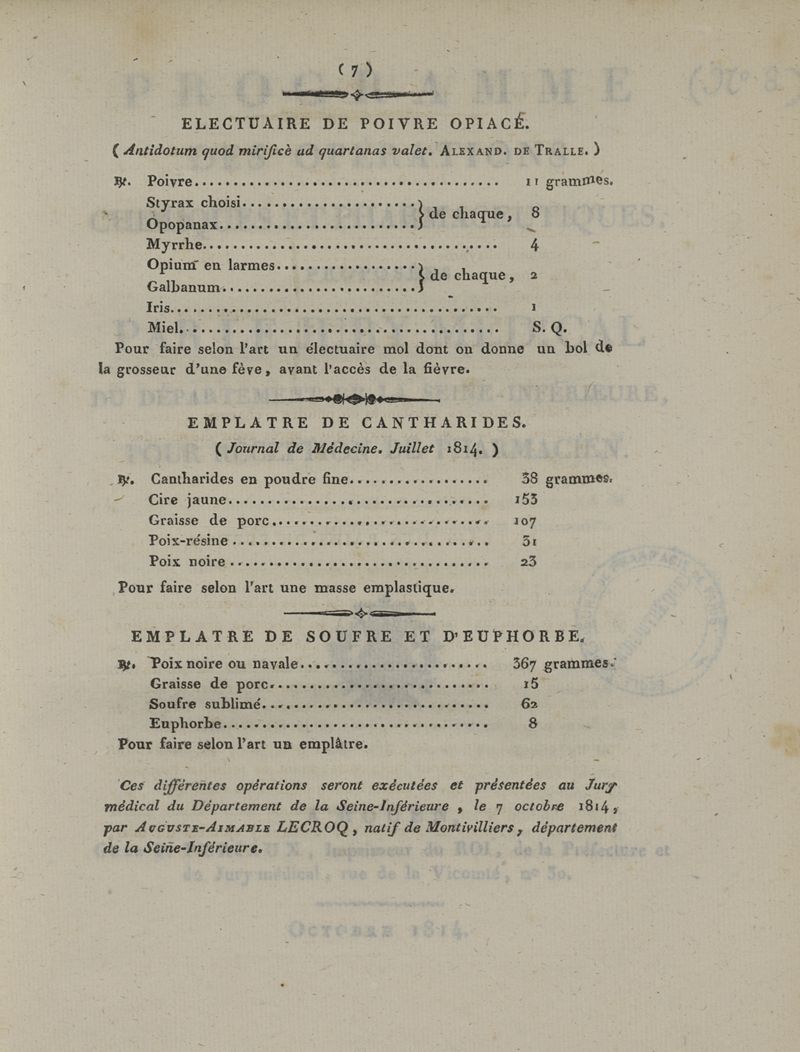 ( 7 )
ELECTUAIRE DE POIVRE OPIACÉ.
( Antidotum quod mirificè ad quartanas valet. ALEXAND. DE TRALLE. )
℞. Poivre........................................ 11 grammes.
Styrax choisi....................... } de chaque, 8
Opopanax.........................
Myrrhe........................................ 4
Opium en larmes.................. } de chaque, 2
Galbanum.........................
Iris........................................... 1
Miel.......................................... S. Q.
Pour faire selon l'art un électuaire mol dont on donne un bol de
la grosseur d'une fève, avant l'accès de la fièvre.
EMPLATRE DE CANTHARIDES.
( Journal de Médecine. Juillet 1814. )
℞. Cantharides en poudre fine.................. 38 grammes.
Cire jaune.................................. 153
Graisse de porc............................ 107
Poix-résine.................................. 31
Poix noire.................................. 23
Pour faire selon l'art une masse emplastique.
EMPLATRE DE SOUFRE ET D'EUPHORBE.
℞. Poix noire ou navale........................ 367 grammes.
Graisse de porc............................ 15
Soufre sublimé.............................. 62
Euphorbe.................................. 8
Pour faire selon l'art un emplâtre.
Ces différentes opérations seront exécutées et présentées au Jury
médical du Département de la Seine-Inférieure, le 7 octobre 1814,
par AUGUSTE-AIMABLE LECROQ, natif de Montivilliers, département
de la Seine-Inférieure.